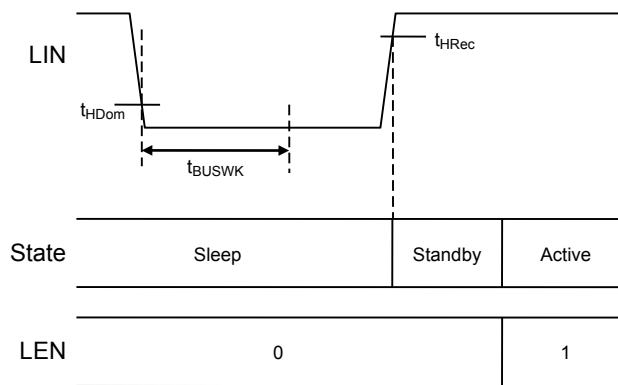 LIN
tHRec
tHDom
tBUSWK
State Sleep Standby Active
LEN 0 1